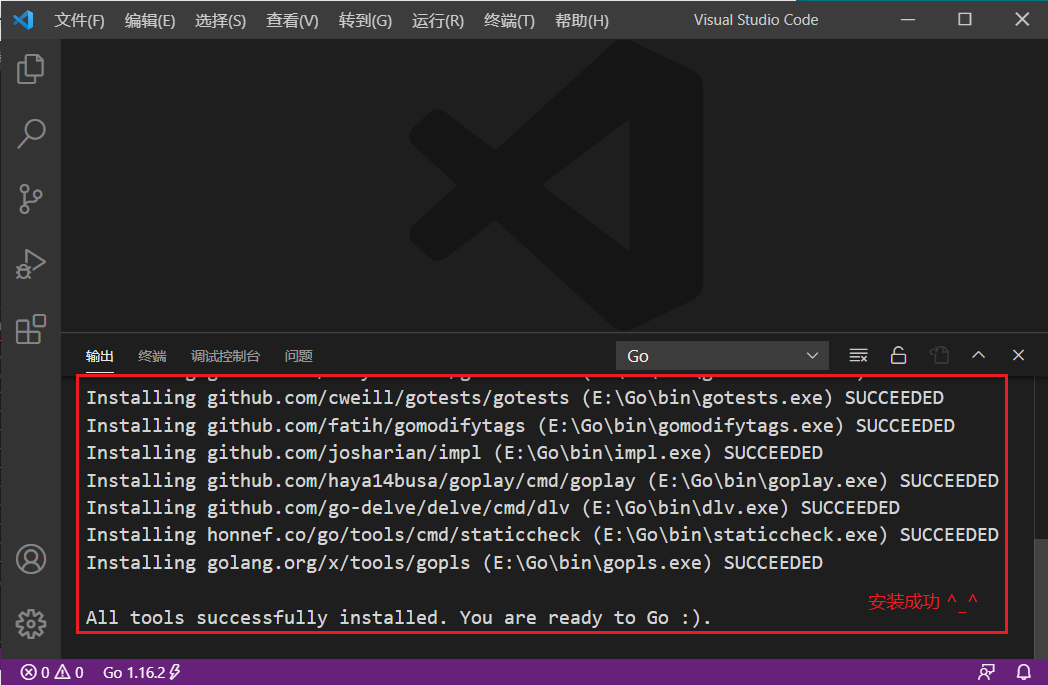 文件(F) 编辑(E) 选择(S) 查看(V) 转到(G) 运行(R) 终端(T) 帮助(H) Visual Studio Code
输出 终端 调试控制台 问题 Go
Installing github.com/cweill/gotests/gotests (E:\Go\bin\gotests.exe) SUCCEEDED
Installing github.com/fatih/gomodifytags (E:\Go\bin\gomodifytags.exe) SUCCEEDED
Installing github.com/josharian/impl (E:\Go\bin\impl.exe) SUCCEEDED
Installing github.com/haya14busa/goplay/cmd/goplay (E:\Go\bin\goplay.exe) SUCCEEDED
Installing github.com/go-delve/delve/cmd/dlv (E:\Go\bin\dlv.exe) SUCCEEDED
Installing honnef.co/go/tools/cmd/staticcheck (E:\Go\bin\staticcheck.exe) SUCCEEDED
Installing golang.org/x/tools/gopls (E:\Go\bin\gopls.exe) SUCCEEDED
安装成功 ^_^
All tools successfully installed. You are ready to Go :).
0 0 Go 1.16.2